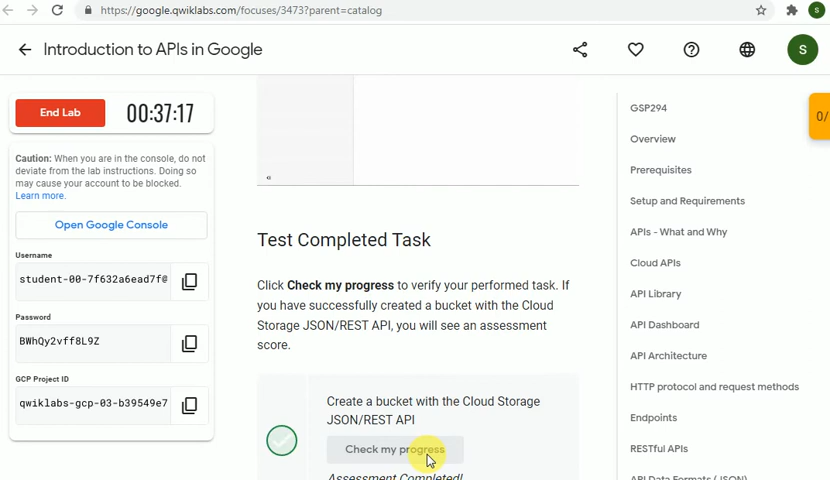 https://google.qwiklabs.com/focuses/3473?parent=catalog
S
Introduction to APIs in Google
S
End Lab
00:37:17
Caution: When you are in the console, do not
deviate from the lab instructions. Doing so
may cause your account to be blocked.
Learn more.
Open Google Console
Username
student-00-7f632a6ead7f@
Password
BWhQy2vff8L9Z
GCP Project ID
qwiklabs-gcp-03-b39549e7
Test Completed Task
Click Check my progress to verify your performed task. If
you have successfully created a bucket with the Cloud
Storage JSON/REST API, you will see an assessment
score.
Create a bucket with the Cloud Storage
JSON/REST API
Check my progress
Assessment Completed!
GSP294
Overview
Prerequisites
Setup and Requirements
APIs - What and Why
Cloud APIs
API Library
API Dashboard
API Architecture
HTTP protocol and request methods
Endpoints
RESTful APIs
API Data Formats (JSON)
0/